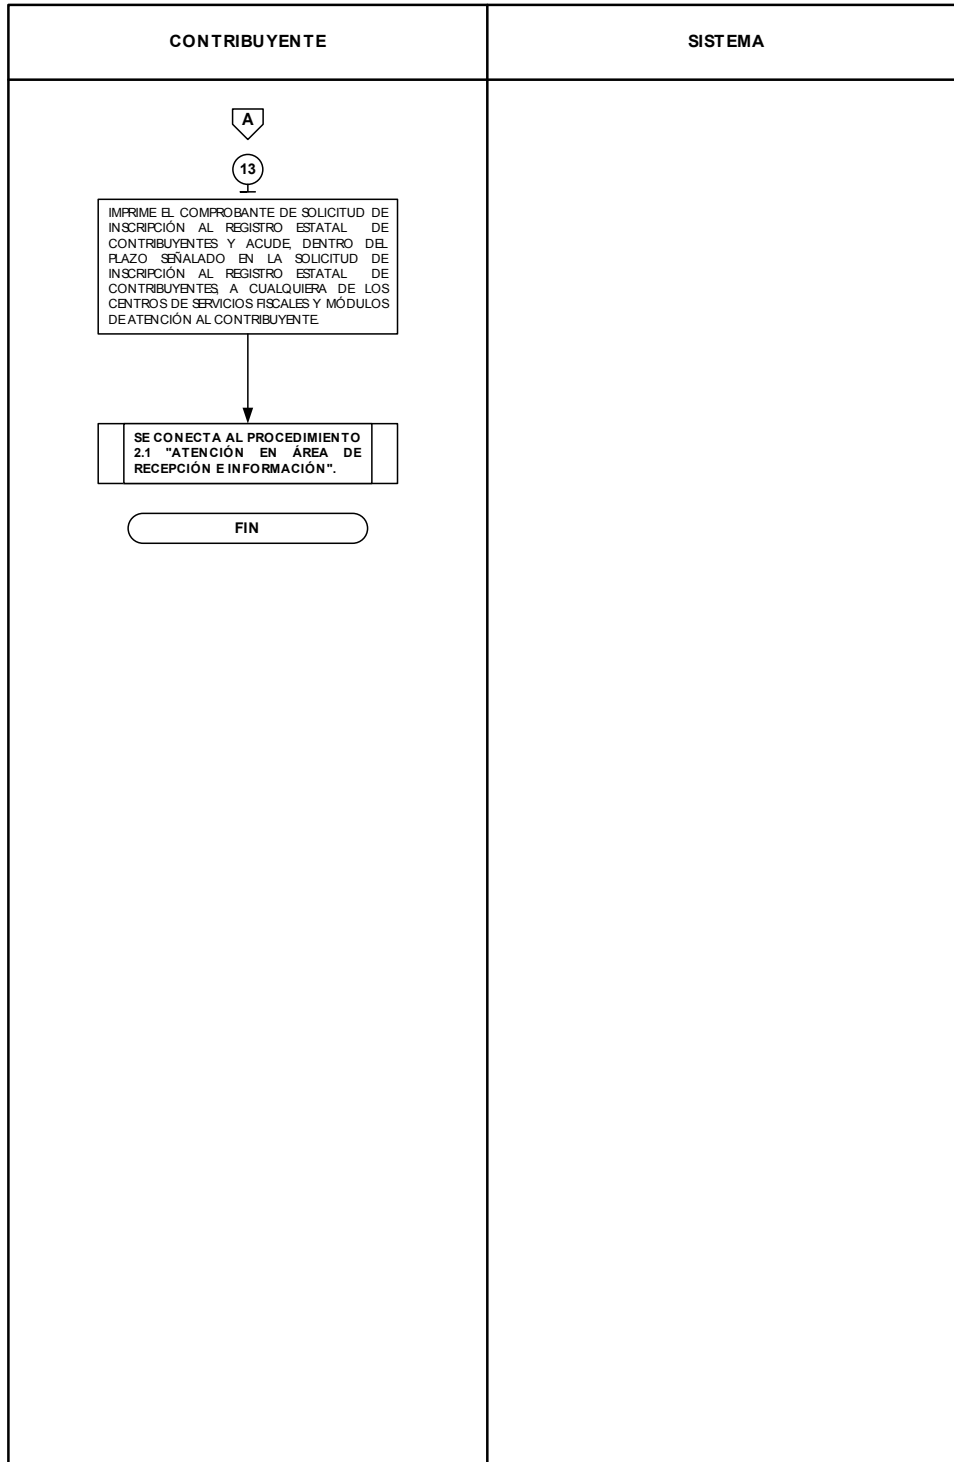 CONTRIBUYENTE
SISTEMA
A
13
IMPRIME EL COMPROBANTE DE SOLICITUD DE
INSCRIPCIÓN AL REGISTRO ESTATAL DE
CONTRIBUYENTES Y ACUDE, DENTRO DEL
PLAZO SEÑALADO EN LA SOLICITUD DE
INSCRIPCIÓN AL REGISTRO ESTATAL DE
CONTRIBUYENTES, A CUALQUIERA DE LOS
CENTROS DE SERVICIOS FISCALES Y MÓDULOS
DE ATENCIÓN AL CONTRIBUYENTE.
SE CONECTA AL PROCEDIMIENTO
2.1 "ATENCIÓN EN ÁREA DE
RECEPCIÓN E INFORMACIÓN".
FIN